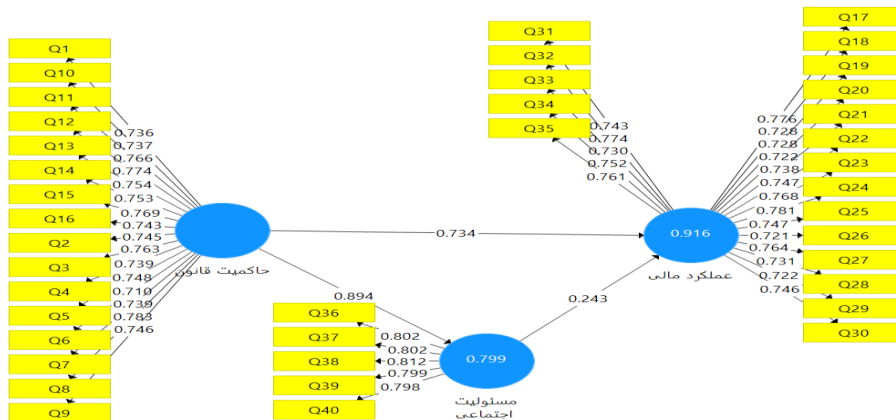 Q1
Q10
Q11
Q12
Q13
Q14
Q15
Q16
Q2
Q3
Q4
Q5
Q6
Q7
Q8
Q9
0.736
0.737
0.766
0.774
0.754
0.753
0.769
0.743
0.745
0.763
0.739
0.748
0.710
0.739
0.783
0.746
حاکمیت قانون
0.734
0.894
0.243
Q31
Q32
Q33
Q34
Q35
0.743
0.774
0.730
0.752
0.761
Q36
Q37
Q38
Q39
Q40
0.802
0.802
0.812
0.799
0.798
0.799
مسئولیت
اجتماعی
0.916
عملکرد مالی
0.776
0.728
0.728
0.722
0.738
0.747
0.768
0.781
0.747
0.721
0.764
0.731
0.722
0.746
Q17
Q18
Q19
Q20
Q21
Q22
Q23
Q24
Q25
Q26
Q27
Q28
Q29
Q30